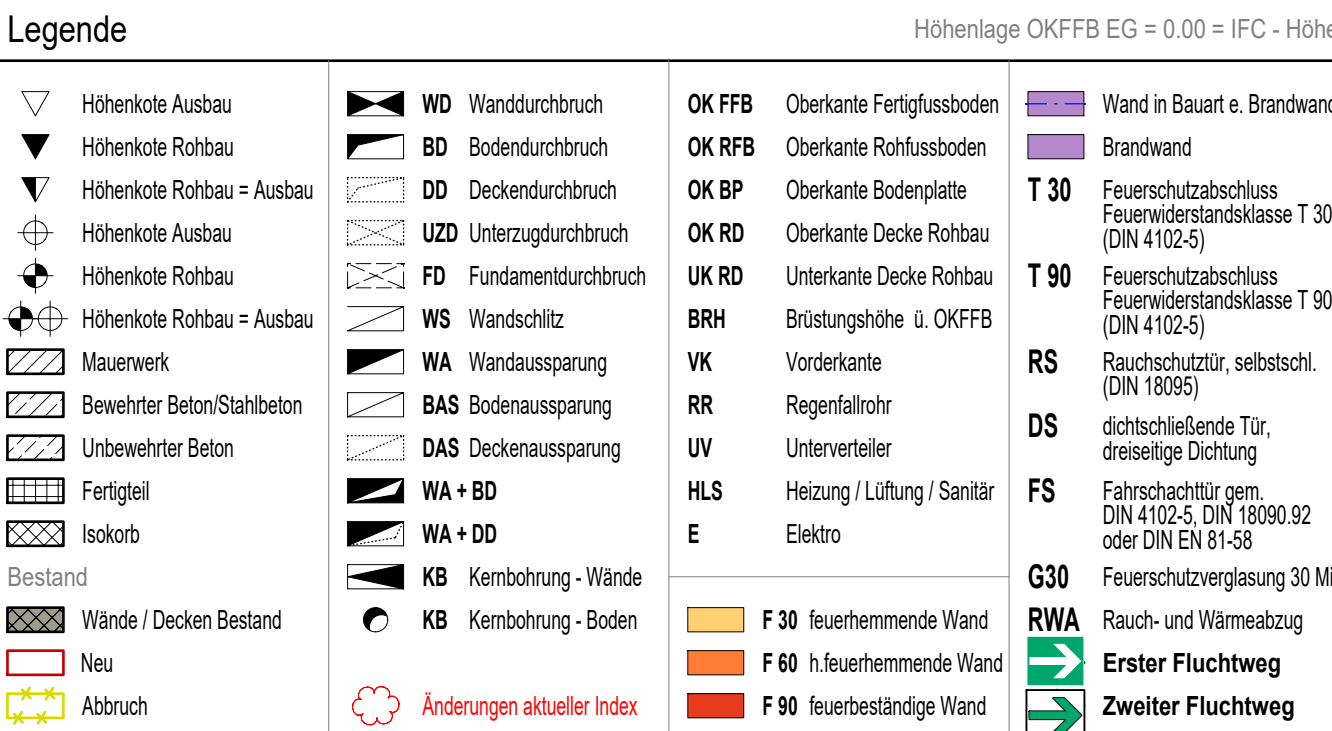 Legende
Höhenlage OKFFB EG = 0.00 = IFC - Höhe
Höhenkote Ausbau
Höhenkote Rohbau
Höhenkote Rohbau = Ausbau
Höhenkote Ausbau
Höhenkote Rohbau
Höhenkote Rohbau = Ausbau
Mauerwerk
Bewehrter Beton/Stahlbeton
Unbewehrter Beton
Fertigteil
Isokorb
Bestand
Wände / Decken Bestand
Neu
Abbruch
WD Wanddurchbruch
BD Bodendurchbruch
DD Deckendurchbruch
UZD Unterzugdurchbruch
FD Fundamentdurchbruch
WS Wandschlitz
WA Wandaussparung
BAS Bodenaussparung
DAS Deckenaussparung
WA + BD
WA + DD
KB Kernbohrung - Wände
KB Kernbohrung - Boden
Änderungen aktueller Index
OK FFB Oberkante Fertigfussboden
OK RFB Oberkante Rohfussboden
OK BP Oberkante Bodenplatte
OK RD Oberkante Decke Rohbau
UK RD Unterkante Decke Rohbau
BRH Brüstungshöhe ü. OKFFB
VK Vorderkante
RR Regenfallrohr
UV Unterverteiler
HLS Heizung / Lüftung / Sanitär
E Elektro
F 30 feuerhemmende Wand
F 60 h.feuerhemmende Wand
F 90 feuerbeständige Wand
Wand in Bauart e. Brandwand
Brandwand
T 30 Feuerschutzabschluss
Feuerwiderstandsklasse T 30
(DIN 4102-5)
T 90 Feuerschutzabschluss
Feuerwiderstandsklasse T 90
(DIN 4102-5)
RS Rauchschutztür, selbstschl.
(DIN 18095)
DS dichtschließende Tür,
dreiseitige Dichtung
FS Fahrschachttür gem.
DIN 4102-5, DIN 18090.92
oder DIN EN 81-58
G30 Feuerschutzverglasung 30 Mi
RWA Rauch- und Wärmeabzug
Erster Fluchtweg
Zweiter Fluchtweg